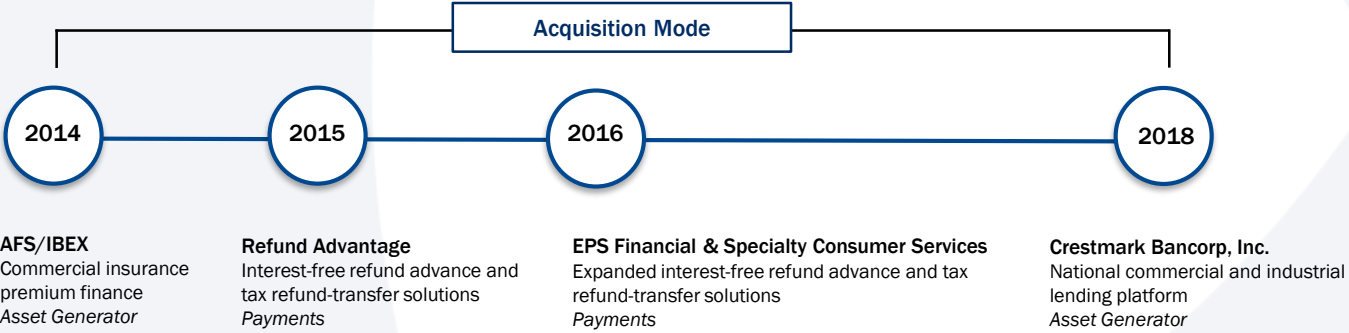 Acquisition Mode
2014
2015
2016
2018
AFS/IBEX
Commercial insurance
premium finance
Asset Generator
Refund Advantage
Interest-free refund advance and
tax refund-transfer solutions
Payments
EPS Financial & Specialty Consumer Services
Expanded interest-free refund advance and tax
refund-transfer solutions
Payments
Crestmark Bancorp, Inc.
National commercial and industrial
lending platform
Asset Generator